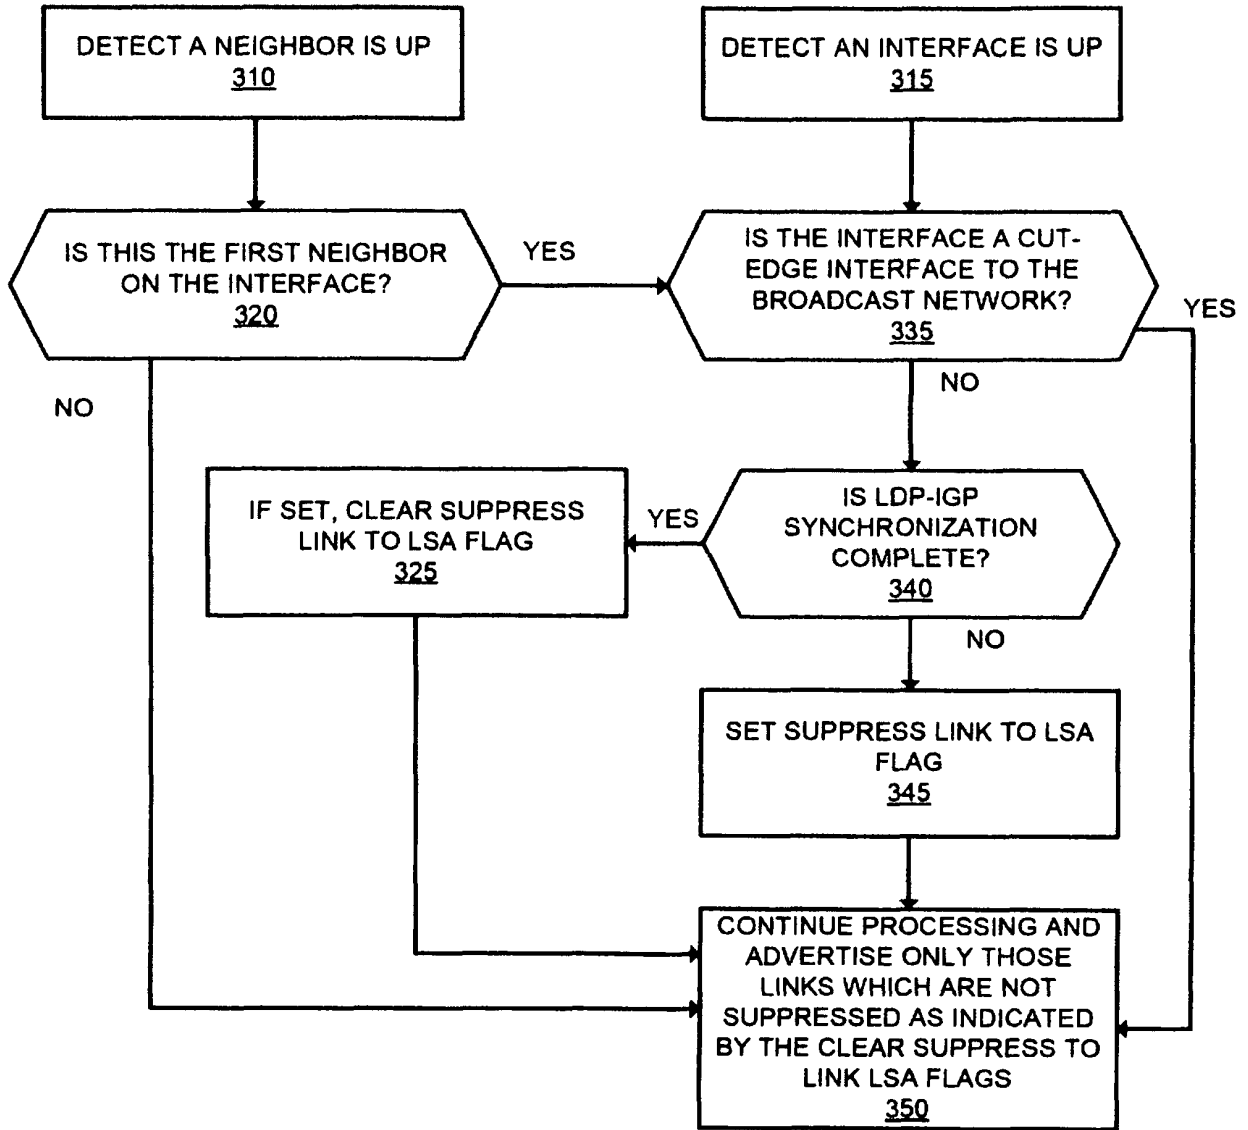 DETECT A NEIGHBOR IS UP
310
DETECT AN INTERFACE IS UP
315
IS THIS THE FIRST NEIGHBOR
ON THE INTERFACE?
320
YES
IS THE INTERFACE A CUT-
EDGE INTERFACE TO THE
BROADCAST NETWORK?
335
YES
NO
NO
IF SET, CLEAR SUPPRESS
LINK TO LSA FLAG
325
YES
IS LDP-IGP
SYNCHRONIZATION
COMPLETE?
340
NO
SET SUPPRESS LINK TO LSA
FLAG
345
CONTINUE PROCESSING AND
ADVERTISE ONLY THOSE
LINKS WHICH ARE NOT
SUPPRESSED AS INDICATED
BY THE CLEAR SUPPRESS TO
LINK LSA FLAGS
350